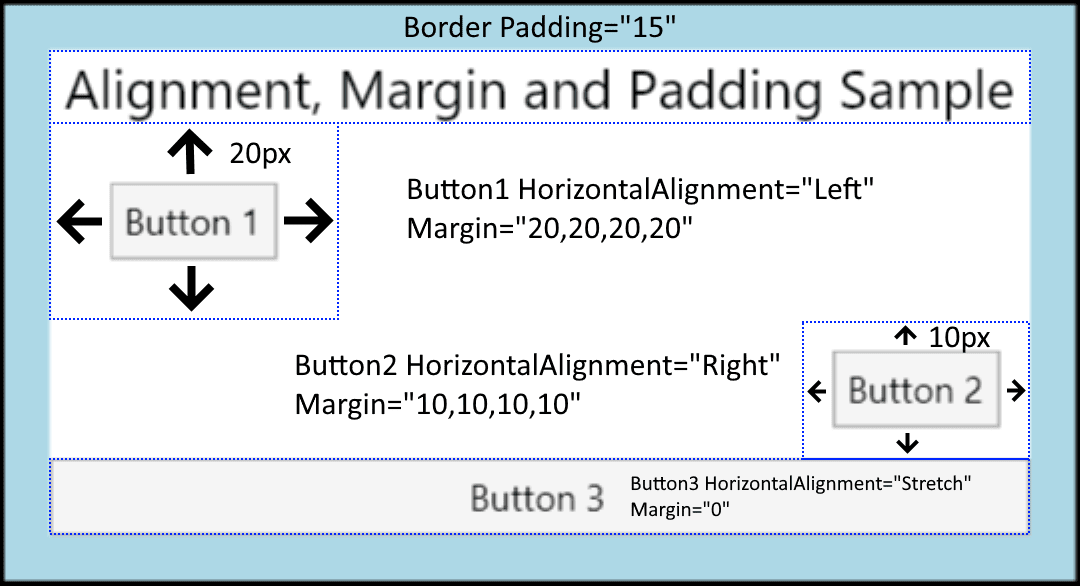 Border Padding="15"
Alignment, Margin and Padding Sample
20px
Button 1
Button1 HorizontalAlignment="Left"
Margin="20,20,20,20"
10px
Button2 HorizontalAlignment="Right"
Margin="10,10,10,10"
Button 2
Button 3
Button3 HorizontalAlignment="Stretch"
Margin="0"